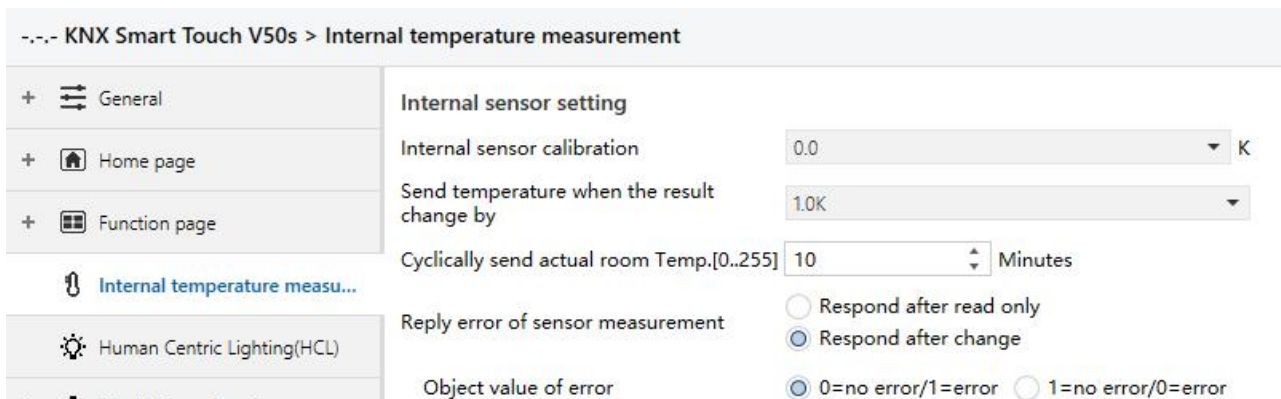 -.-.- KNX Smart Touch V50s > Internal temperature measurement
+ General
+ Home page
+ Function page
Internal temperature measu...
Human Centric Lighting(HCL)
Internal sensor setting
Internal sensor calibration 0.0 K
Send temperature when the result
change by 1.0K
Cyclically send actual room Temp.[0..255] 10 Minutes
Reply error of sensor measurement
Respond after read only
Respond after change
Object value of error 0=no error/1=error 1=no error/0=error